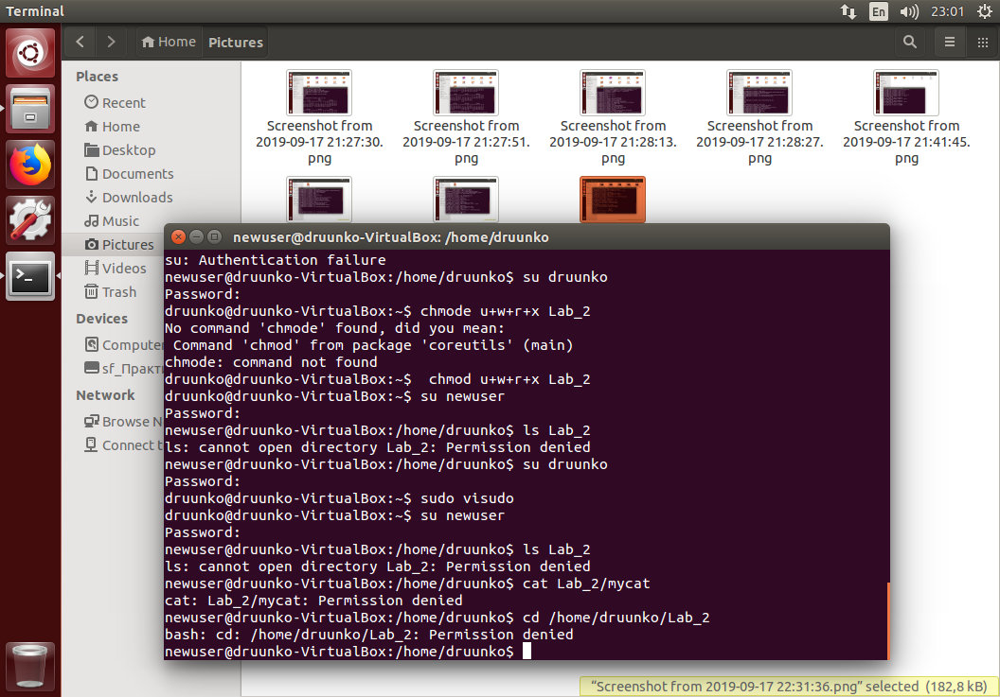 Terminal
En
23:01
Home
Pictures
Places
Recent
Home
Desktop
Documents
Downloads
Music
Pictures
Videos
Trash
Devices
Compute
sf_Практ
Network
Browse N
Connect t
Screenshot from
2019-09-17 21:27:30.
png
Screenshot from
2019-09-17 21:27:51.
png
Screenshot from
2019-09-17 21:28:13.
png
Screenshot from
2019-09-17 21:28:27.
png
Screenshot from
2019-09-17 21:41:45.
png
newuser@druunko-VirtualBox: /home/druunko
su: Authentication failure
newuser@druunko-VirtualBox:/home/druunko$ su druunko
Password:
druunko@druunko-VirtualBox:~$ chmode u+w+r+x Lab_2
No command 'chmode' found, did you mean:
 Command 'chmod' from package 'coreutils' (main)
chmode: command not found
druunko@druunko-VirtualBox:~$  chmod u+w+r+x Lab_2
druunko@druunko-VirtualBox:~$ su newuser
Password:
newuser@druunko-VirtualBox:/home/druunko$ ls Lab_2
ls: cannot open directory Lab_2: Permission denied
newuser@druunko-VirtualBox:/home/druunko$ su druunko
Password:
druunko@druunko-VirtualBox:~$ sudo visudo
druunko@druunko-VirtualBox:~$ su newuser
Password:
newuser@druunko-VirtualBox:/home/druunko$ ls Lab_2
ls: cannot open directory Lab_2: Permission denied
newuser@druunko-VirtualBox:/home/druunko$ cat Lab_2/mycat
cat: Lab_2/mycat: Permission denied
newuser@druunko-VirtualBox:/home/druunko$ cd /home/druunko/Lab_2
bash: cd: /home/druunko/Lab_2: Permission denied
newuser@druunko-VirtualBox:/home/druunko$
“Screenshot from 2019-09-17 22:31:36.png” selected (182,8 kB)